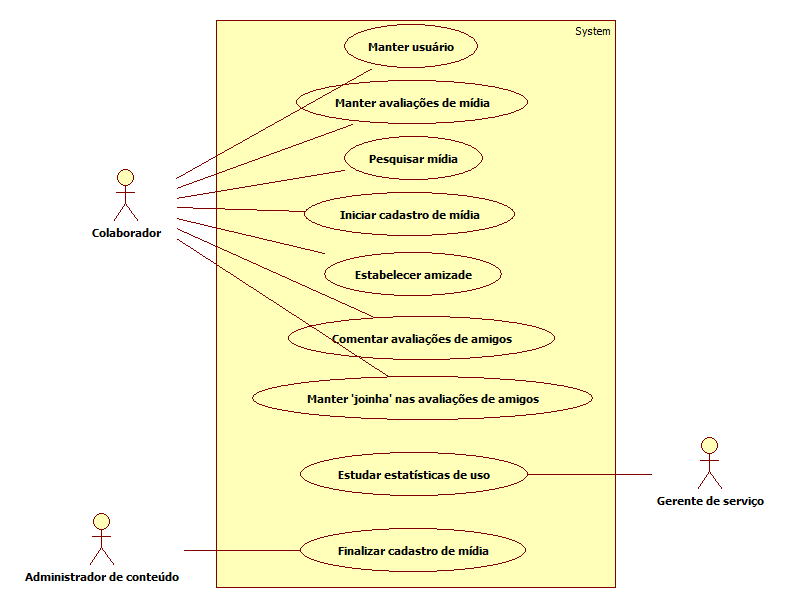 System
Manter usuário
Manter avaliações de mídia
Pesquisar mídia
Iniciar cadastro de mídia
Colaborador
Estabelecer amizade
Comentar avaliações de amigos
Manter 'joinha' nas avaliações de amigos
Estudar estatísticas de uso
Gerente de serviço
Finalizar cadastro de mídia
Administrador de conteúdo